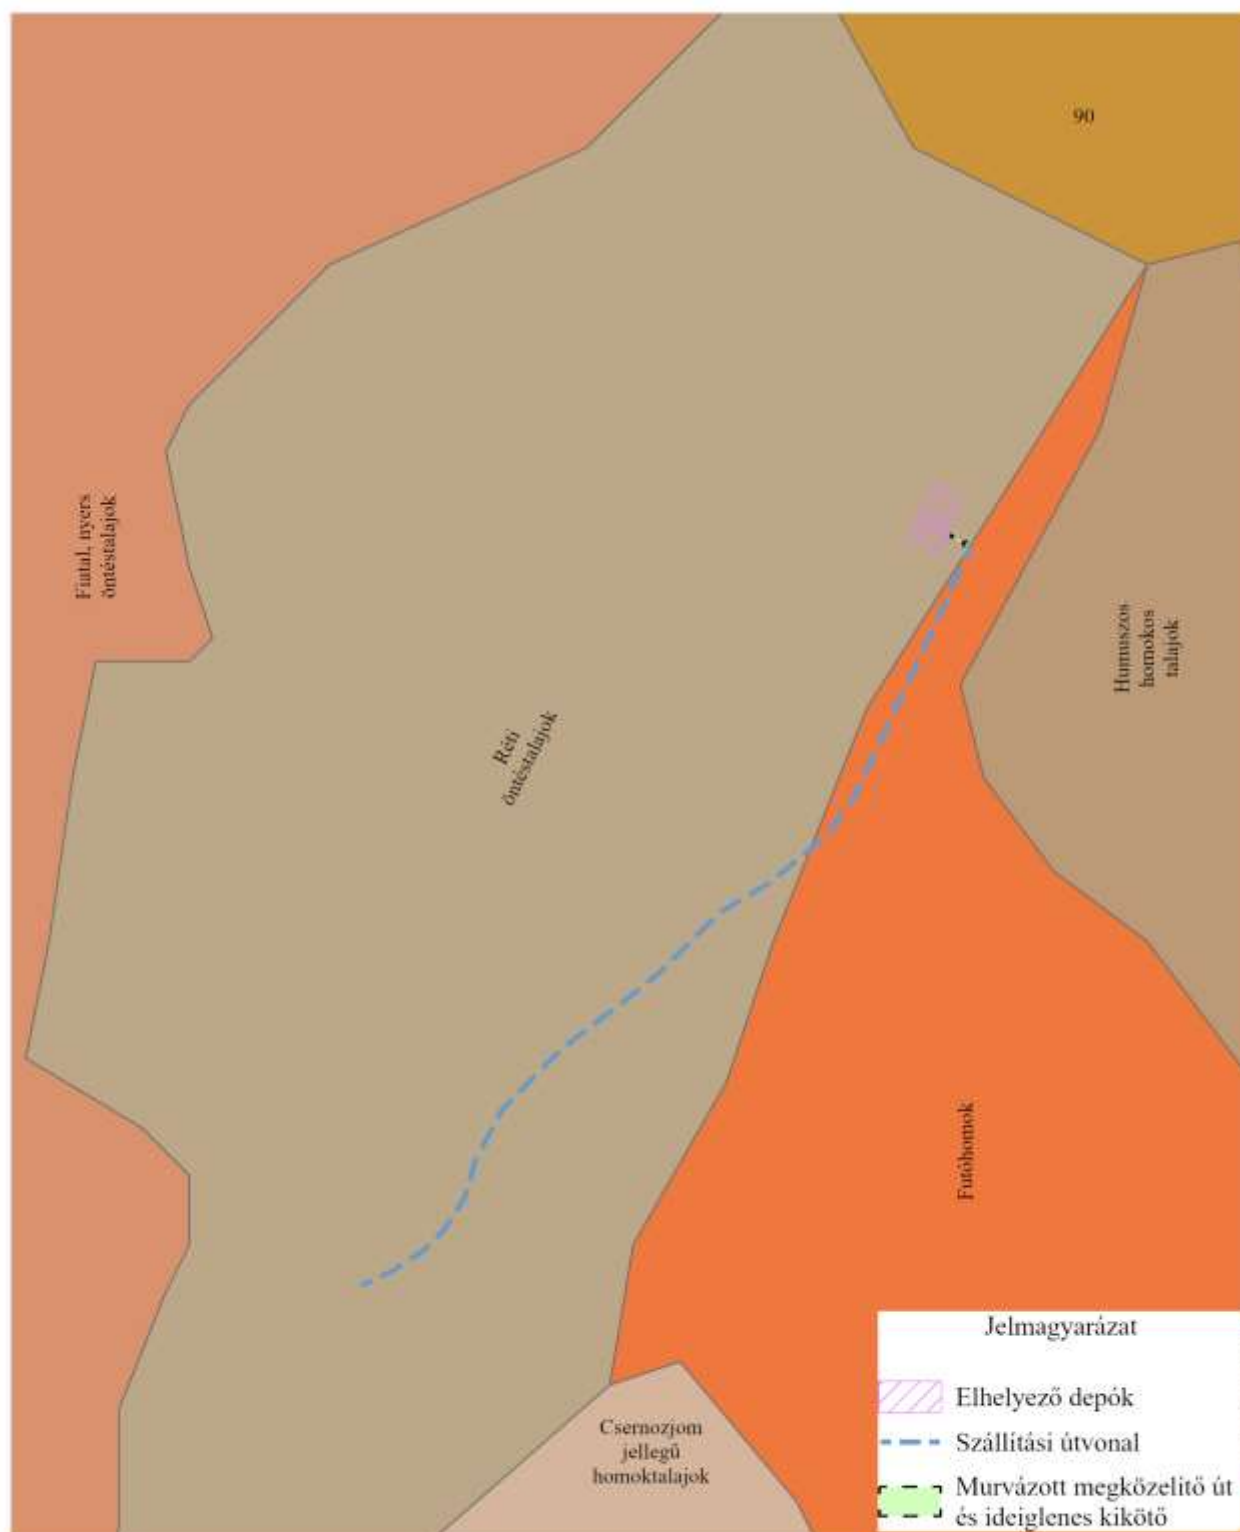 90
Fiatal, nyers
öntéstalajok
Humuszos
homokos
talajok
Réti
öntéstalajok
Futóhomok
Csernozjom
jellegű
homoktalajok
Jelmagyarázat
Elhelyező depók
Szállítási útvonal
Murvázott megközelítő út
és ideiglenes kikötő